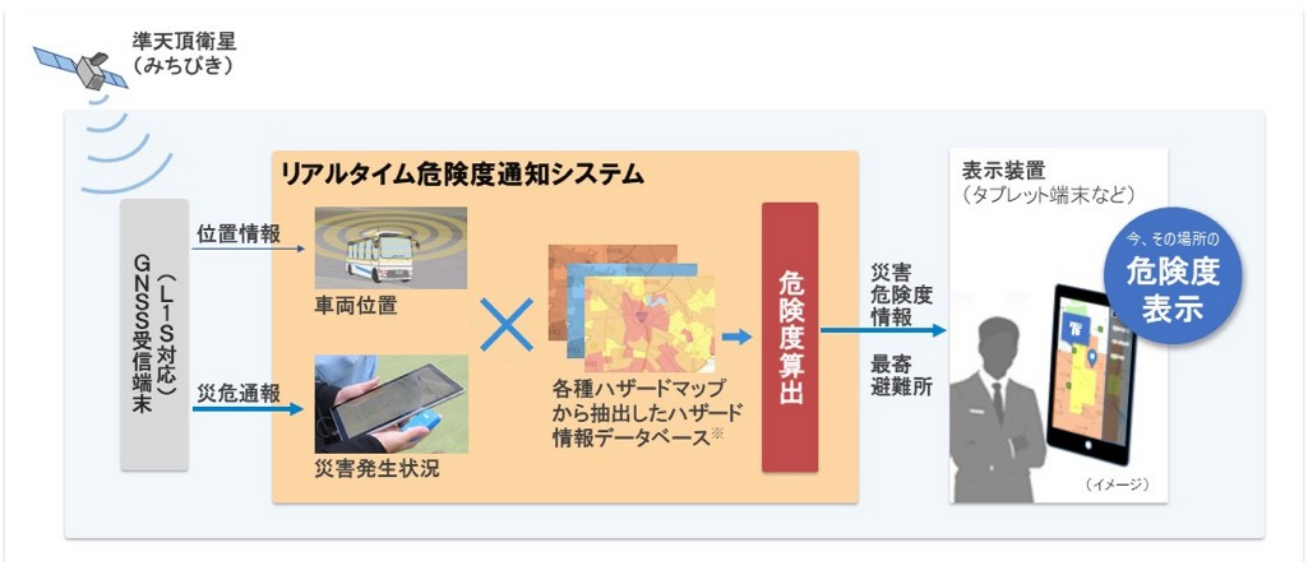 準天頂衛星
（みちびき）
リアルタイム危険度通知システム
GNSS受信端末
（L1S対応）
位置情報
車両位置
災危通報
災害発生状況
各種ハザードマップ
から抽出したハザード
情報データベース※
危険度算出
災害
危険度
情報
最寄
避難所
表示装置
（タブレット端末など）
今、その場所の
危険度
表示
（イメージ）